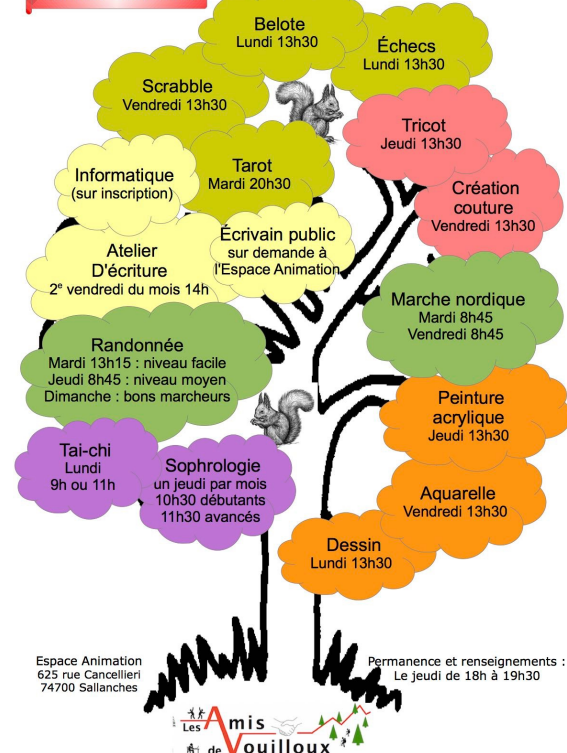 Belote
Lundi 13h30
Échecs
Lundi 13h30
Scrabble
Vendredi 13h30
Tricot
Jeudi 13h30
Informatique
(sur inscription)
Tarot
Mardi 20h30
Création
couture
Vendredi 13h30
Écrivain public
sur demande à
l'Espace Animation
Atelier
D'écriture
2e vendredi du mois 14h
Marche nordique
Mardi 8h45
Vendredi 8h45
Randonnée
Mardi 13h15 : niveau facile
Jeudi 8h45 : niveau moyen
Dimanche : bons marcheurs
Peinture
acrylique
Jeudi 13h30
Tai-chi
Lundi
9h ou 11h
Sophrologie
un jeudi par mois
10h30 débutants
11h30 avancés
Aquarelle
Vendredi 13h30
Dessin
Lundi 13h30
Espace Animation
625 rue Cancellieri
74700 Sallanches
Permanence et renseignements :
Le jeudi de 18h à 19h30
Les Amis
de Vouilloux